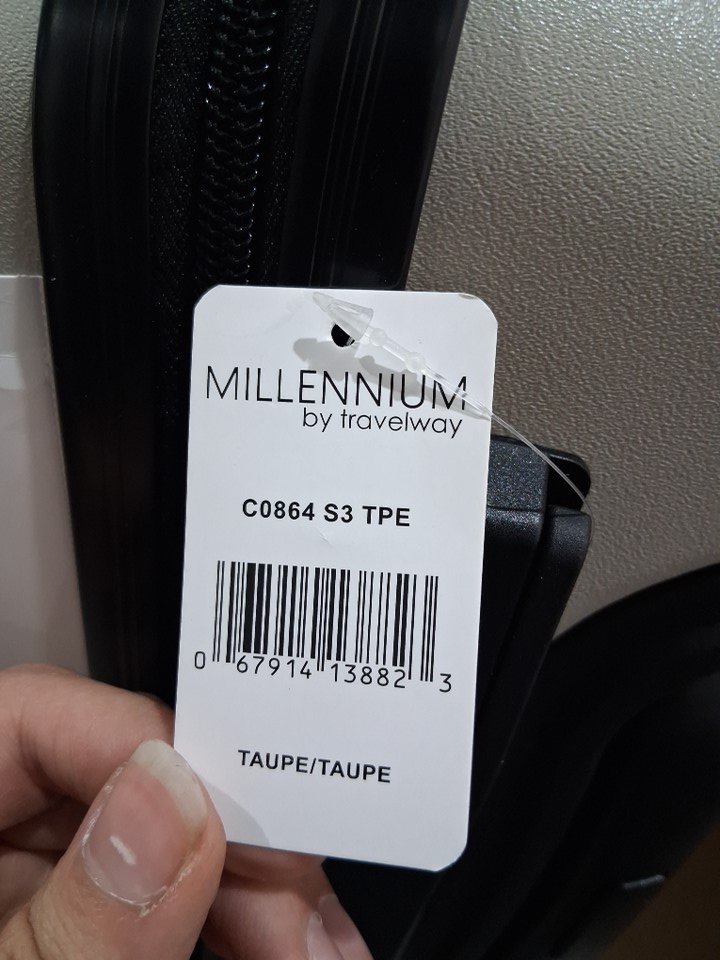 MILLENNIUM
by travelway
C0864 S3 TPE
0 67914 13882 3
TAUPE/TAUPE